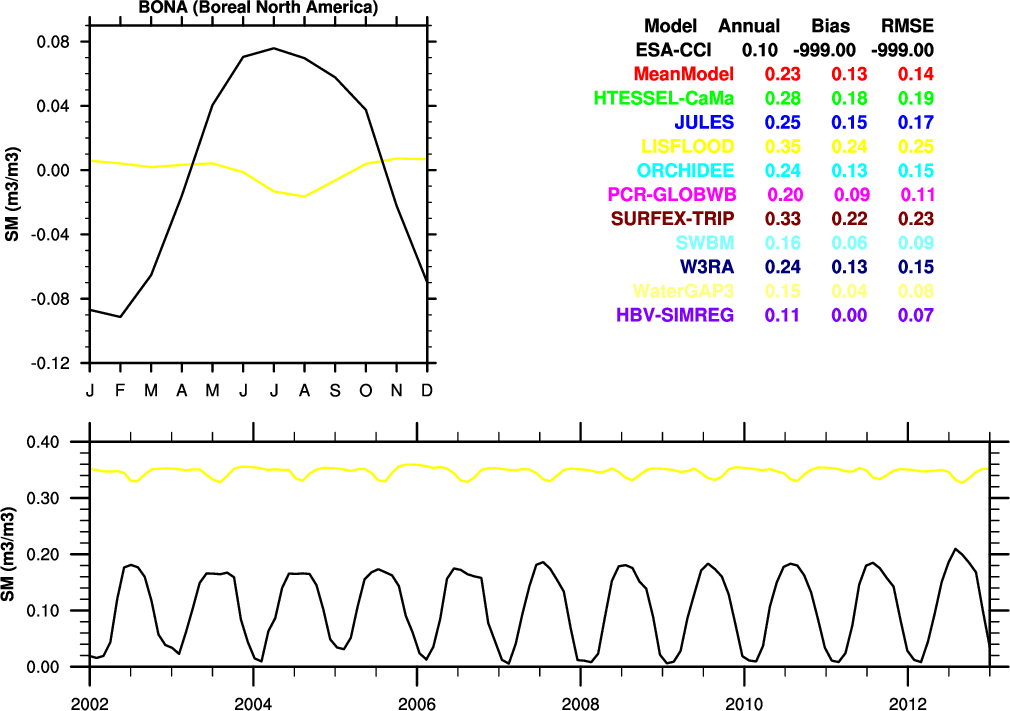 BONA (Boreal North America)
0.08
0.04
0.00
-0.04
-0.08
-0.12
SM (m3/m3)
J F M A M J J A S O N D
Model Annual Bias RMSE
ESA-CCI 0.10 -999.00 -999.00
MeanModel 0.23 0.13 0.14
HTESSEL-CaMa 0.28 0.18 0.19
JULES 0.25 0.15 0.17
LISFLOOD 0.35 0.24 0.25
ORCHIDEE 0.24 0.13 0.15
PCR-GLOBWB 0.20 0.09 0.11
SURFEX-TRIP 0.33 0.22 0.23
SWBM 0.16 0.06 0.09
W3RA 0.24 0.13 0.15
WaterGAP3 0.15 0.04 0.08
HBV-SIMREG 0.11 0.00 0.07
0.40
0.30
0.20
0.10
0.00
SM (m3/m3)
2002 2004 2006 2008 2010 2012